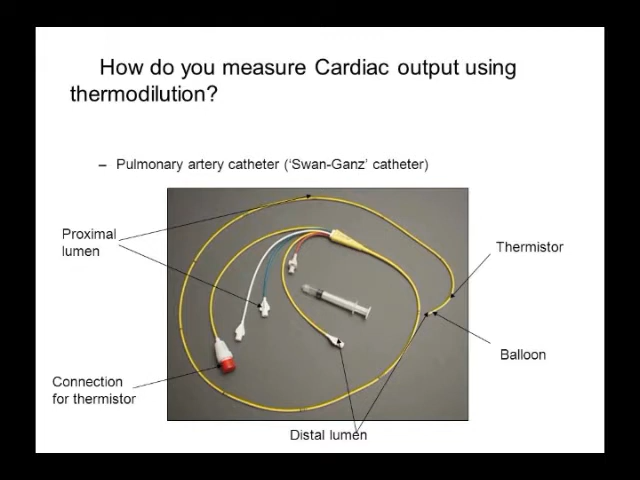 How do you measure Cardiac output using
thermodilution?
– Pulmonary artery catheter (‘Swan-Ganz’ catheter)
Proximal
lumen
Thermistor
Balloon
Connection
for thermistor
Distal lumen